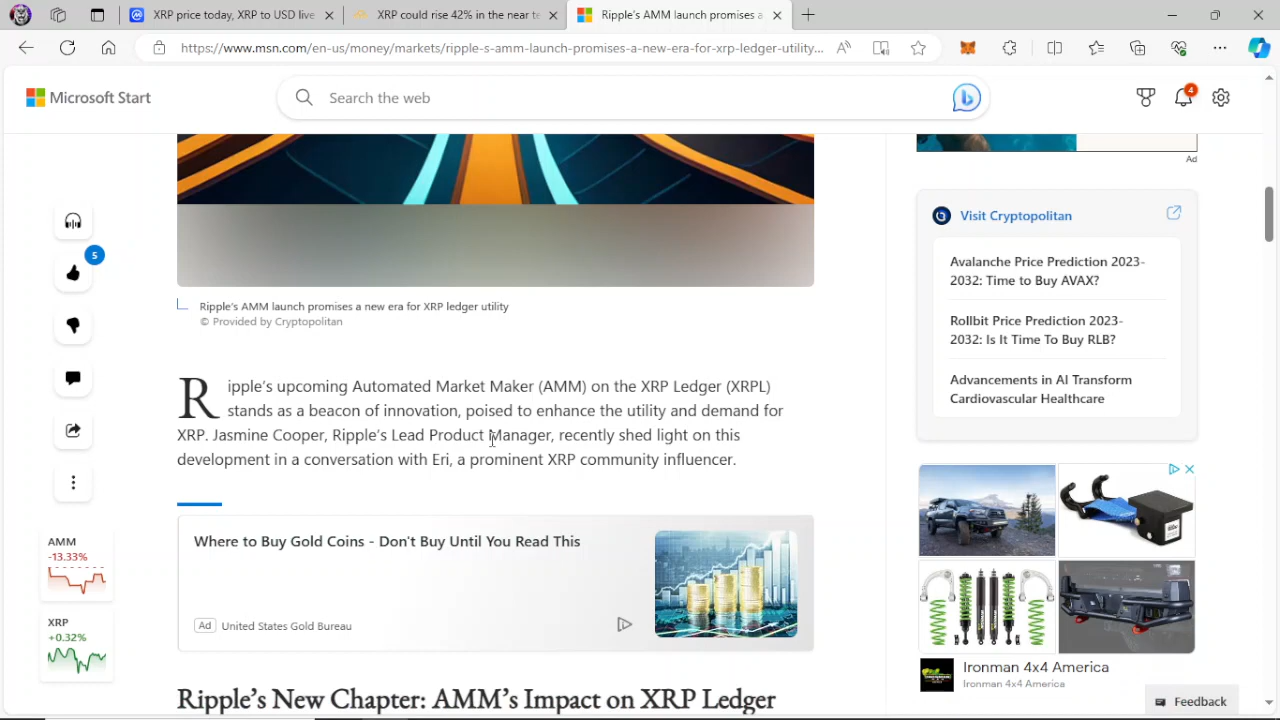 XRP price today, XRP to USD live
XRP could rise 42% in the next te
Ripple's AMM launch promises a
https://www.msn.com/en-us/money/markets/ripple-s-amm-launch-promises-a-new-era-for-xrp-ledger-utility...
Microsoft Start
Search the web
4
Ad
Visit Cryptopolitan
Avalanche Price Prediction 2023-
2032: Time to Buy AVAX?
Rollbit Price Prediction 2023-
2032: Is It Time To Buy RLB?
Advancements in AI Transform
Cardiovascular Healthcare
5
Ripple's AMM launch promises a new era for XRP ledger utility
© Provided by Cryptopolitan
Ripple's upcoming Automated Market Maker (AMM) on the XRP Ledger (XRPL)
stands as a beacon of innovation, poised to enhance the utility and demand for
XRP. Jasmine Cooper, Ripple's Lead Product Manager, recently shed light on this
development in a conversation with Eri, a prominent XRP community influencer.
Where to Buy Gold Coins - Don't Buy Until You Read This
Ad United States Gold Bureau
AMM
-13.33%
XRP
+0.32%
Ironman 4x4 America
Ironman 4x4 America
Feedback
Ripple's New Chapter: AMM's Impact on XRP Ledger